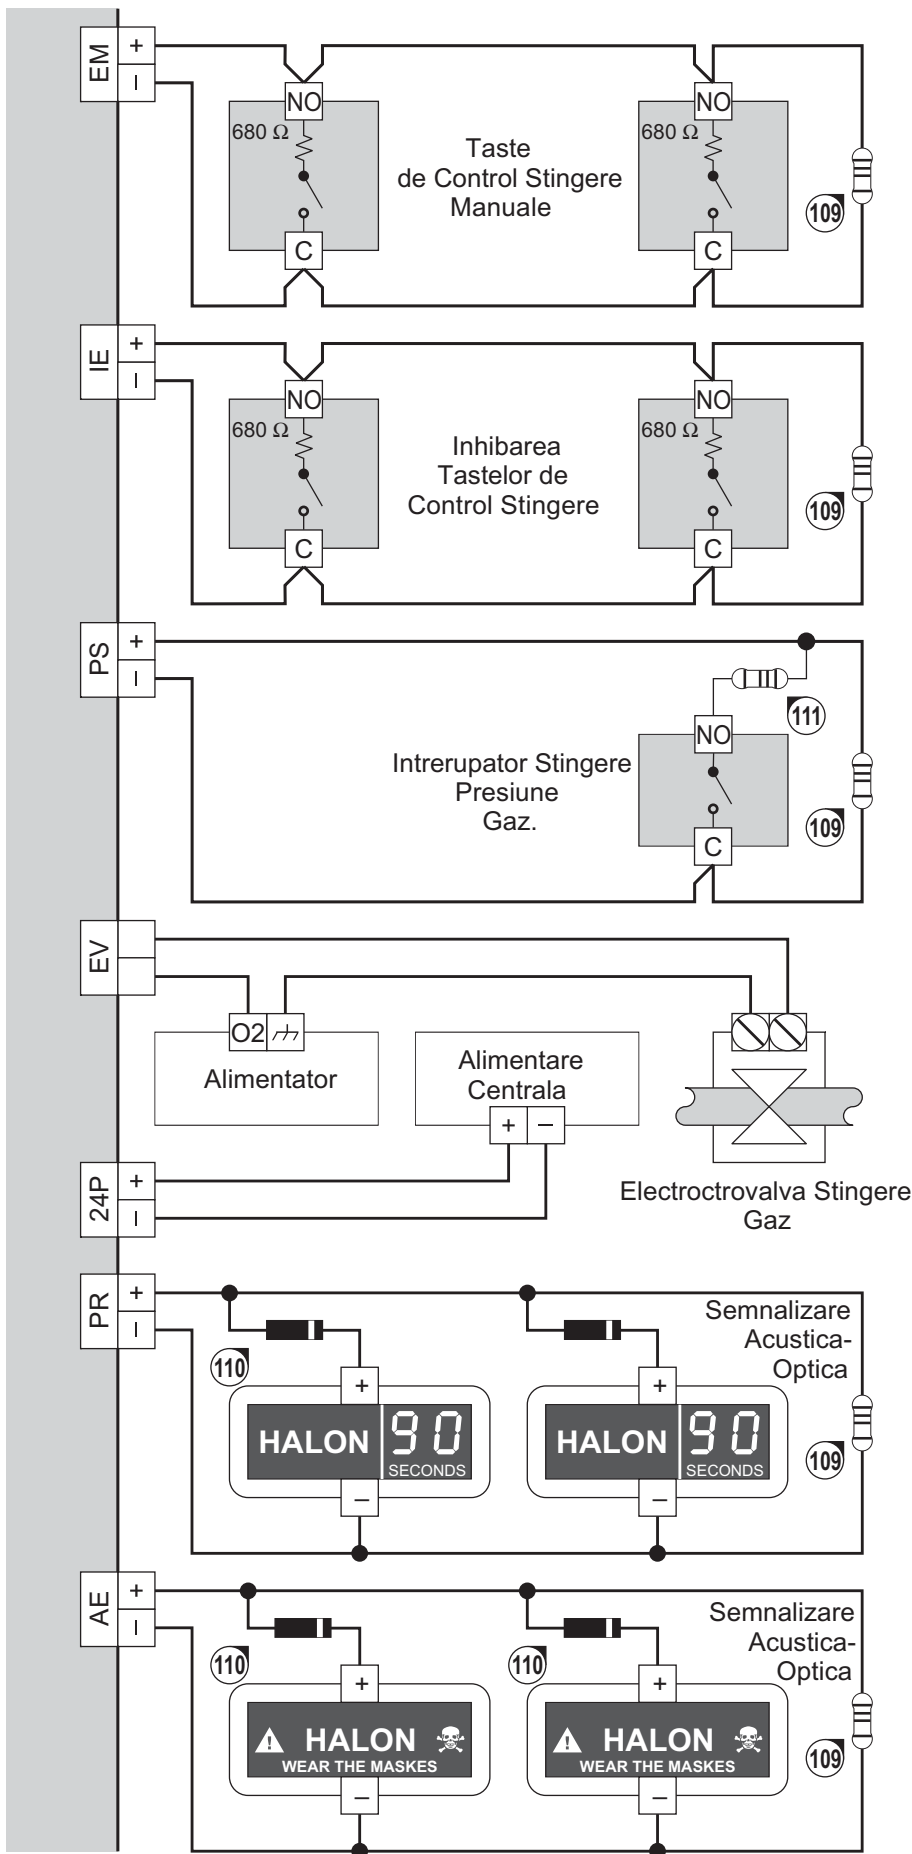 EM
+
–
NO
NO
680 Ω
680 Ω
Taste
de Control Stingere
Manuale
109
C
C
IE
+
–
NO
NO
680 Ω
680 Ω
Inhibarea
Tastelor de
Control Stingere
109
C
C
PS
+
–
111
NO
Intrerupator Stingere
Presiune
Gaz.
109
C
EV
O2
Alimentator
Alimentare
Centrala
+ –
24P
+
–
Electroctrovalva Stingere
Gaz
PR
+
–
Semnalizare
Acustica-
Optica
110
+
+
HALON 90
SECONDS
HALON 90
SECONDS
109
–
–
AE
+
–
Semnalizare
Acustica-
Optica
110
110
+
+
! HALON
WEAR THE MASKES
! HALON
WEAR THE MASKES
109
–
–